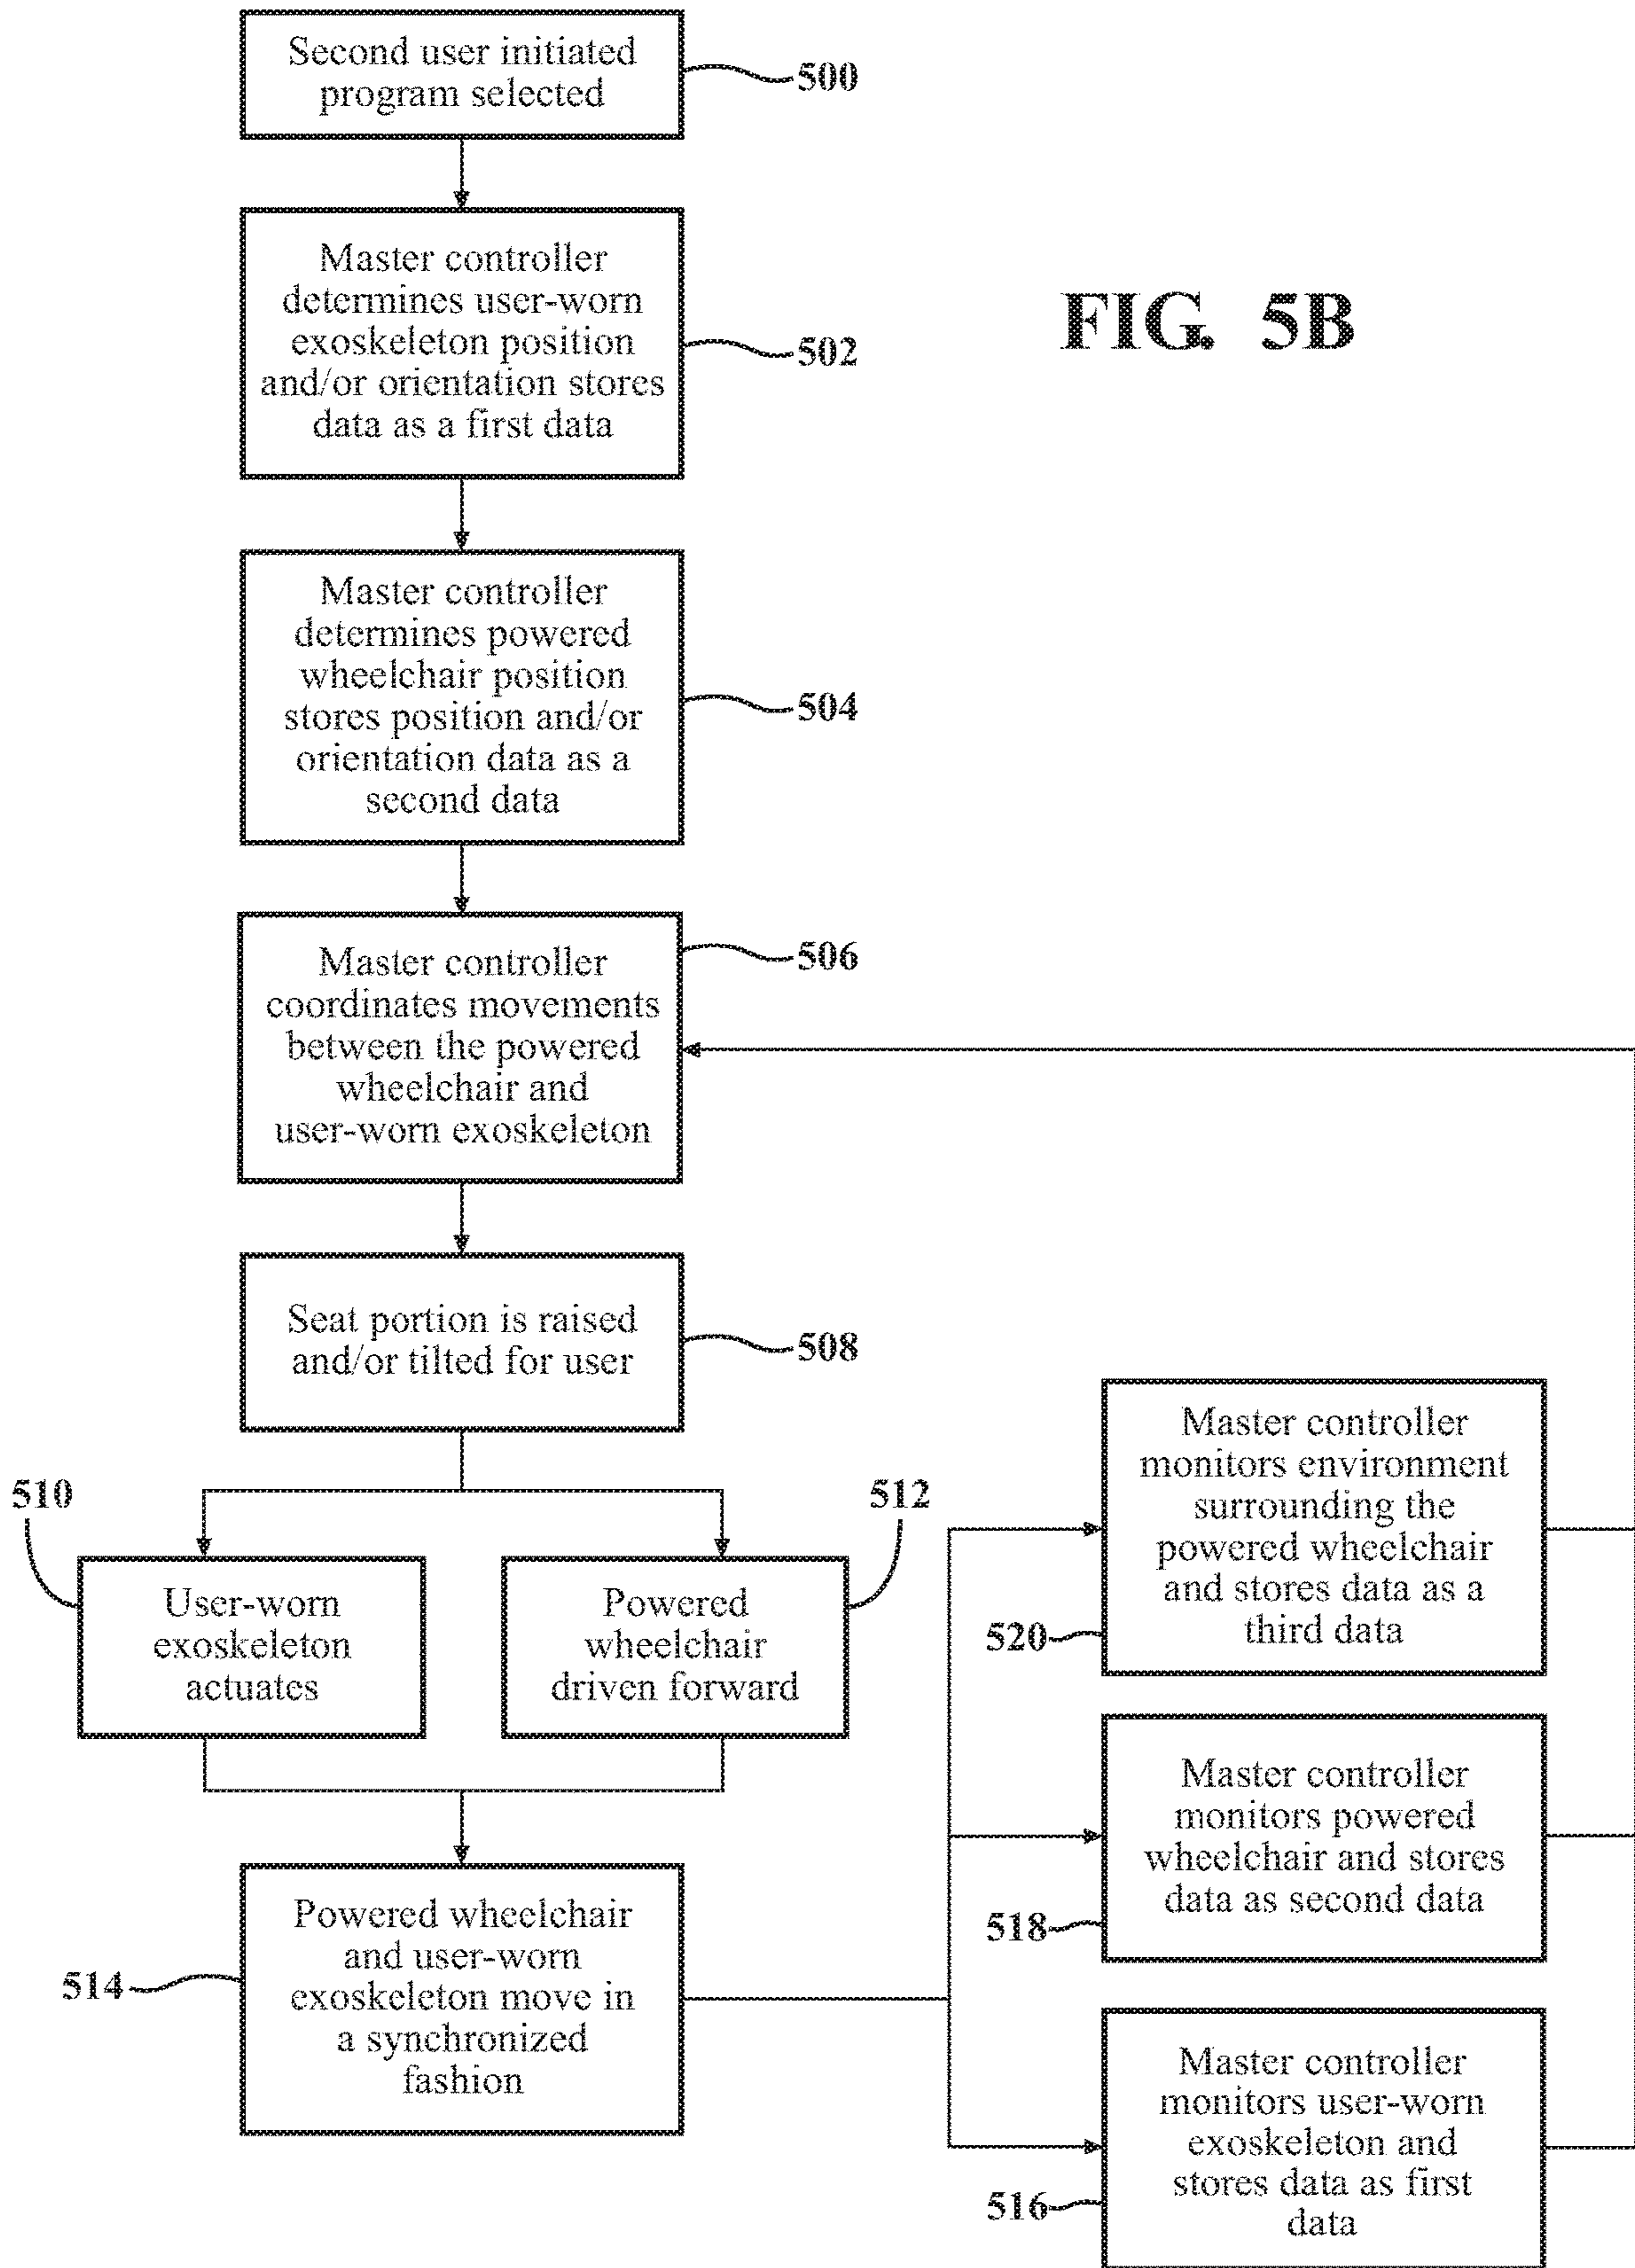 Second user initiated
program selected
500
FIG. 5B
Master controller
determines user-worn
exoskeleton position
and/or orientation stores
data as a first data
502
Master controller
determines powered
wheelchair position
stores position and/or
orientation data as a
second data
504
Master controller
coordinates movements
between the powered
wheelchair and
user-worn exoskeleton
506
Seat portion is raised
and/or tilted for user
508
510
User-worn
exoskeleton
actuates
512
Powered
wheelchair
driven forward
514
Powered wheelchair
and user-worn
exoskeleton move in
a synchronized
fashion
Master controller
monitors environment
surrounding the
powered wheelchair
and stores data as a
third data
520
Master controller
monitors powered
wheelchair and stores
data as second data
518
Master controller
monitors user-worn
exoskeleton and
stores data as first
data
516